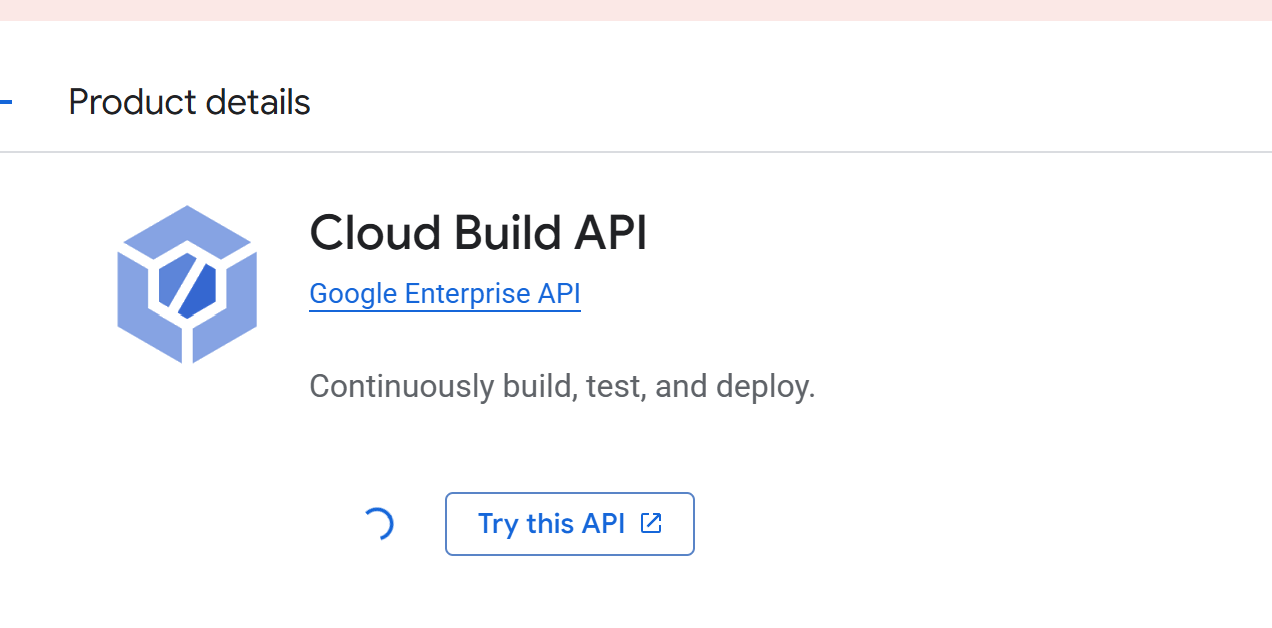 Product details
Cloud Build API
Google Enterprise API
Continuously build, test, and deploy.
Try this API